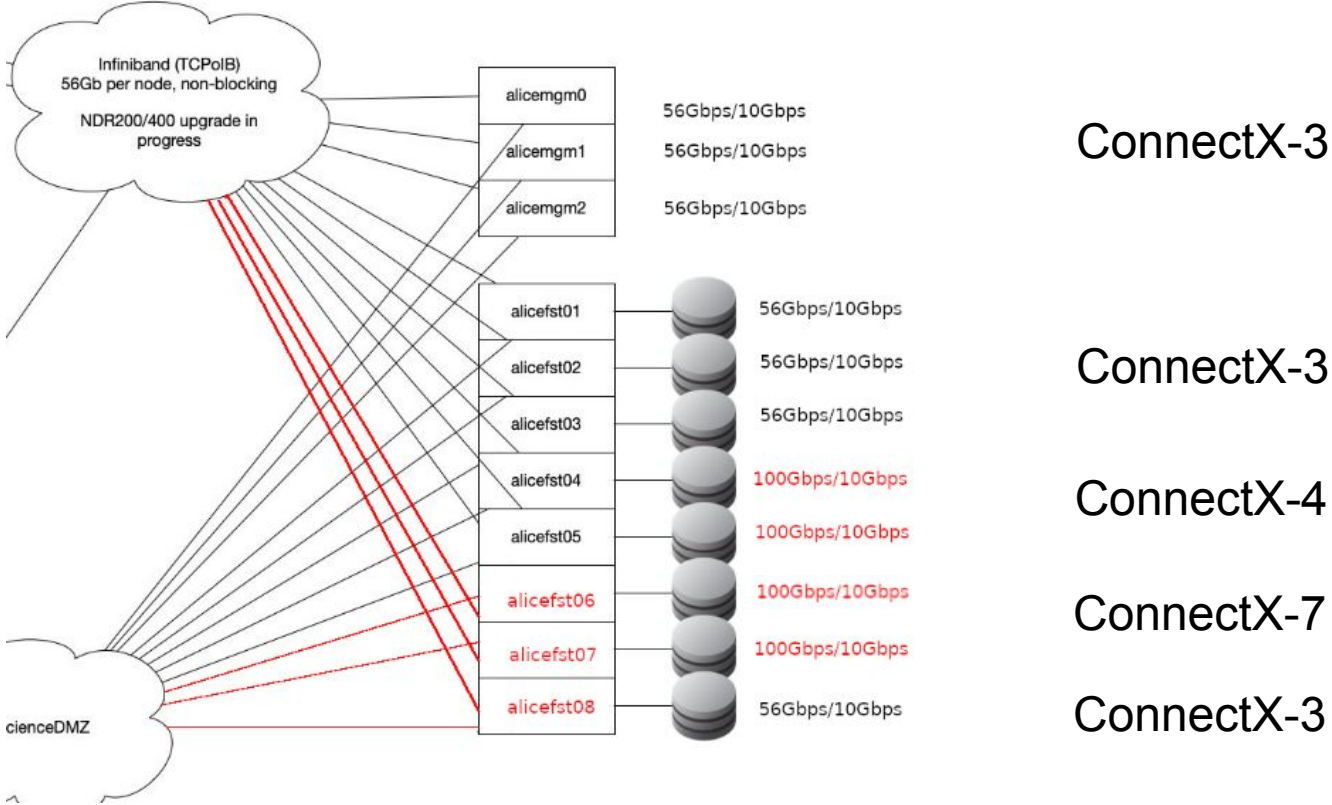 Infiniband (TCPoIB)
56Gb per node, non-blocking
NDR200/400 upgrade in
progress
alicemgm0
56Gbps/10Gbps
alicemgm1
56Gbps/10Gbps
alicemgm2
56Gbps/10Gbps
ConnectX-3
alicefst01
56Gbps/10Gbps
alicefst02
56Gbps/10Gbps
alicefst03
56Gbps/10Gbps
ConnectX-3
alicefst04
100Gbps/10Gbps
alicefst05
100Gbps/10Gbps
ConnectX-4
alicefst06
100Gbps/10Gbps
alicefst07
100Gbps/10Gbps
ConnectX-7
alicefst08
56Gbps/10Gbps
ConnectX-3
cienceDMZ